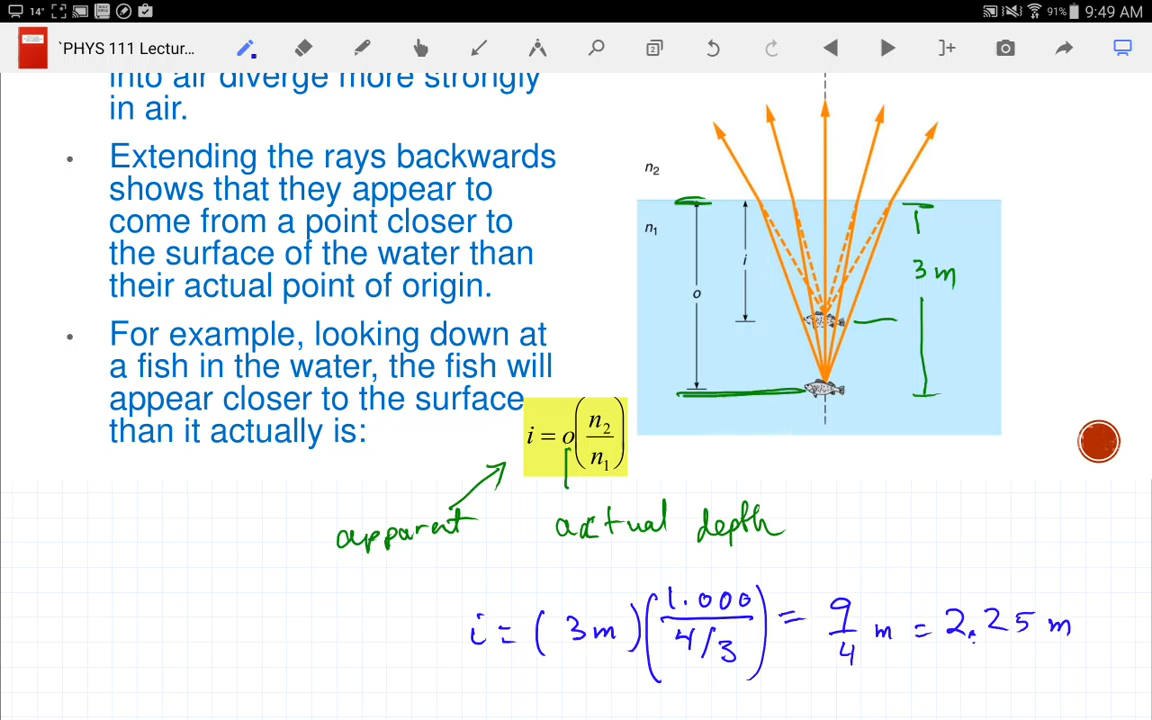 14° 91% 9:49 AM
`PHYS 111 Lectur...
2
into air diverge more strongly
in air.
• Extending the rays backwards
shows that they appear to
come from a point closer to
the surface of the water than
their actual point of origin.
• For example, looking down at
a fish in the water, the fish will
appear closer to the surface
than it actually is:
n₂
n₁
i
o
3 m
i = o(n₂/n₁)
apparent actual depth
i = (3m)(1.000/4/3) = 9/4 m = 2.25 m